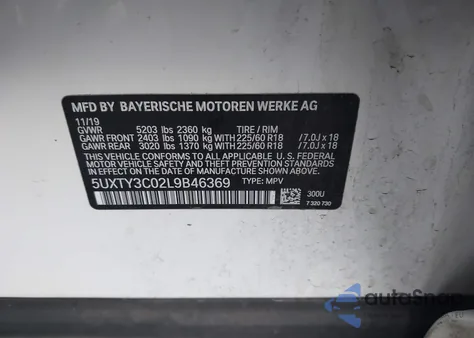 MFD BY BAYERISCHE MOTOREN WERKE AG
11/19
GVWR 5203 lbs 2360 kg TIRE / RIM
GAWR FRONT 2403 lbs 1090 kg 225/60 R18 /7.0J x 18
GAWR REAR 3020 lbs 1370 kg 225/60 R18 /7.0J x 18
THIS VEHICLE CONFORMS TO ALL APPLICABLE U.S. FEDERAL
MOTOR VEHICLE SAFETY AND THEFT PREVENTION STANDARDS
IN EFFECT ON THE DATE OF MANUFACTURE SHOWN ABOVE.
5UXTY3C02L9B46369 TYPE: MPV 300U
7 320 730
autoSnap